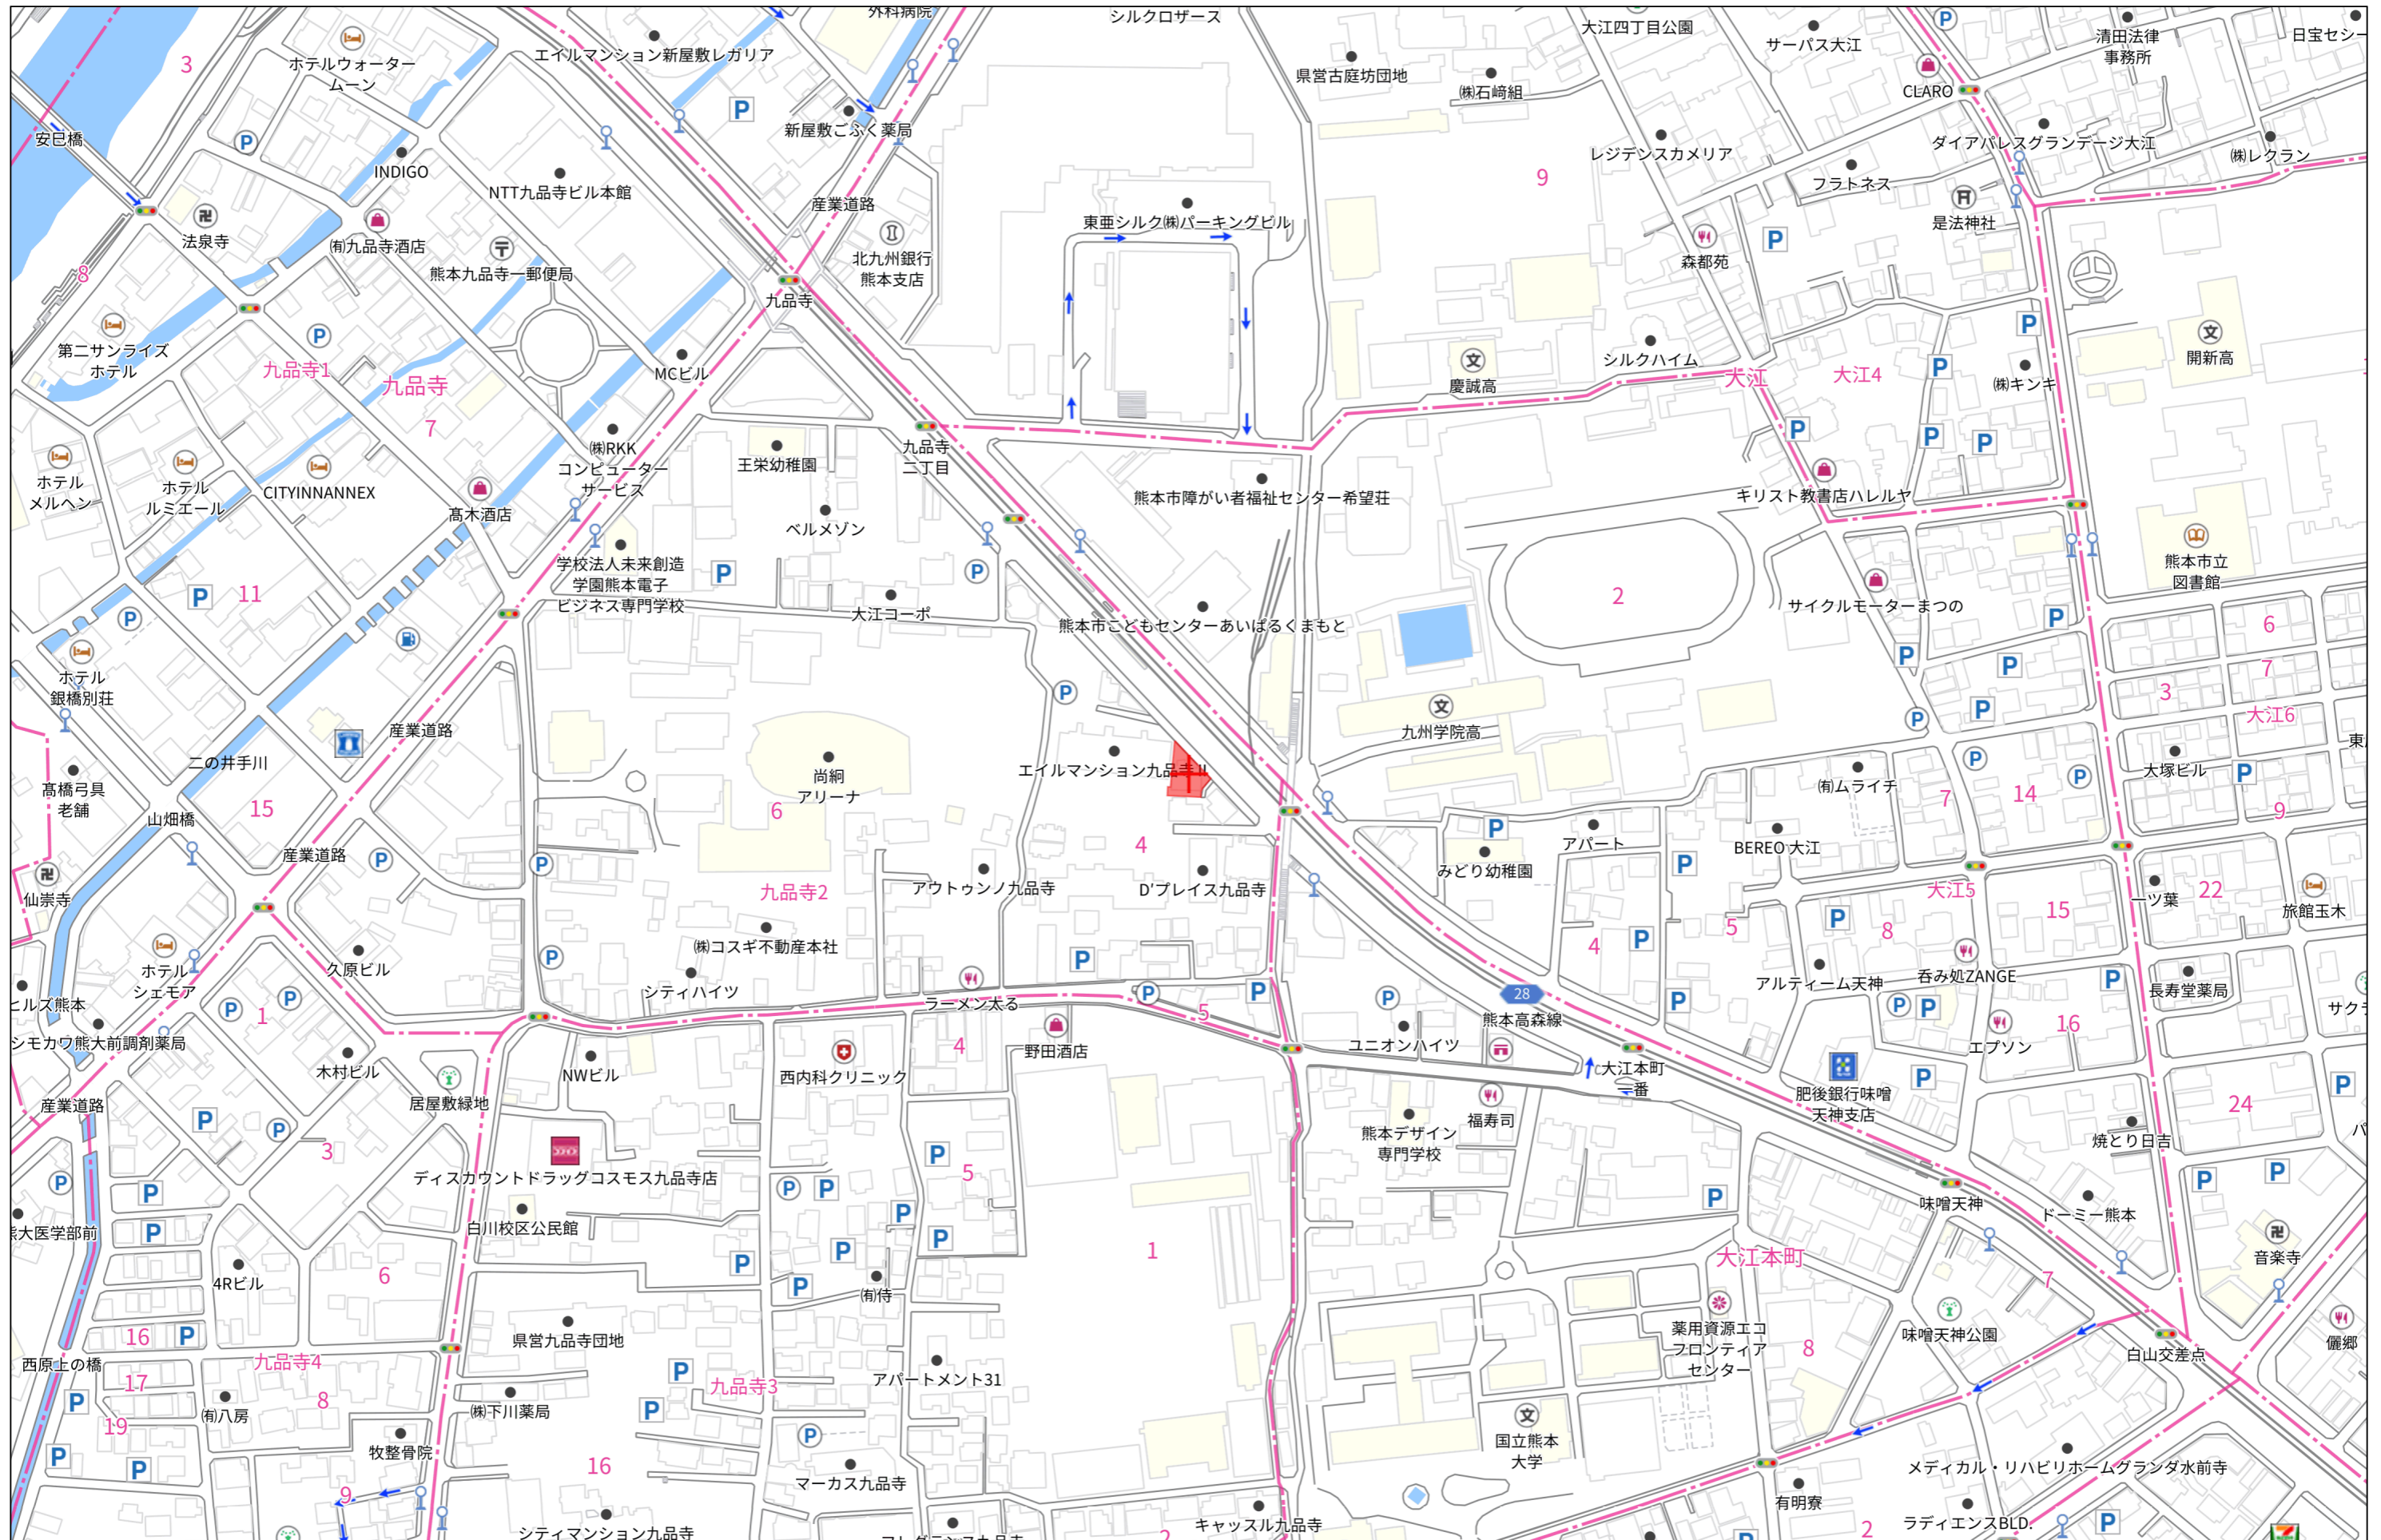 外科病院
シルクロザース
大江四丁目公園
サーパス大江
清田法律
事務所
3
ホテルウォーター
ムーン
エイルマンション新屋敷レガリア
県営古庭坊団地
㈱石﨑組
CLARO
安巳橋
新屋敷ごふく薬局
INDIGO
NTT九品寺ビル本館
レジデンスカメリア
9
ダイアパレスグランデージ大江
㈱レクラン
フラトネス
産業道路
是法神社
法泉寺
㈲九品寺酒店
熊本九品寺一郵便局
北九州銀行
熊本支店
東亜シルク㈱パーキングビル
森都苑
8
九品寺
第二サンライズ
ホテル
九品寺1
九品寺
7
MCビル
慶誠高
シルクハイム
大江
大江4
㈱キンキ
開新高
㈱RKK
コンピューター
サービス
王栄幼稚園
九品寺
二丁目
ホテル
メルヘン
ホテル
ルミエール
CITYINNANNEX
髙木酒店
ベルメゾン
熊本市障がい者福祉センター希望荘
キリスト教書店ハレルヤ
学校法人未来創造
学園熊本電子
ビジネス専門学校
11
大江コーポ
熊本市こどもセンターあいぱるくまもと
2
サイクルモーターまつの
熊本市立
図書館
6
7
3
大江6
ホテル
銀橋別荘
産業道路
二の井手川
髙橋弓具
老舗
山畑橋
15
尚絅
アリーナ
6
エイルマンション九品寺Ⅱ
九州学院高
㈲ムライチ
7
14
大塚ビル
9
産業道路
4
みどり幼稚園
アパート
BEREO大江
仙崇寺
九品寺2
アウトゥンノ九品寺
D'プレイス九品寺
大江5
一ツ葉
22
旅館玉木
15
8
5
4
㈱コスギ不動産本社
久原ビル
ホテル
シェモア
シティハイツ
ラーメン太る
アルティーム天神
呑み処ZANGE
長寿堂薬局
ヒルズ熊本
シモカワ熊大前調剤薬局
1
木村ビル
NWビル
西内科クリニック
4
野田酒店
5
28
熊本高森線
ユニオンハイツ
大江本町
一番
エプソン
16
肥後銀行味噌
天神支店
産業道路
居屋敷緑地
福寿司
熊本デザイン
専門学校
焼とり日吉
24
3
ディスカウントドラッグコスモス九品寺店
5
白川校区公民館
熊大医学部前
1
味噌天神
ドーミー熊本
音楽寺
4Rビル
6
㈲侍
大江本町
7
16
県営九品寺団地
薬用資源エコ
フロンティア
センター
8
味噌天神公園
白山交差点
儷郷
西原上の橋
九品寺4
17
8
九品寺3
アパートメント31
19
㈲八房
㈱下川薬局
牧整骨院
国立熊本
大学
16
マーカス九品寺
メディカル・リハビリホームグランダ水前寺
9
有明寮
シティマンション九品寺
キャッスル九品寺
2
2
ラディエンスBLD.